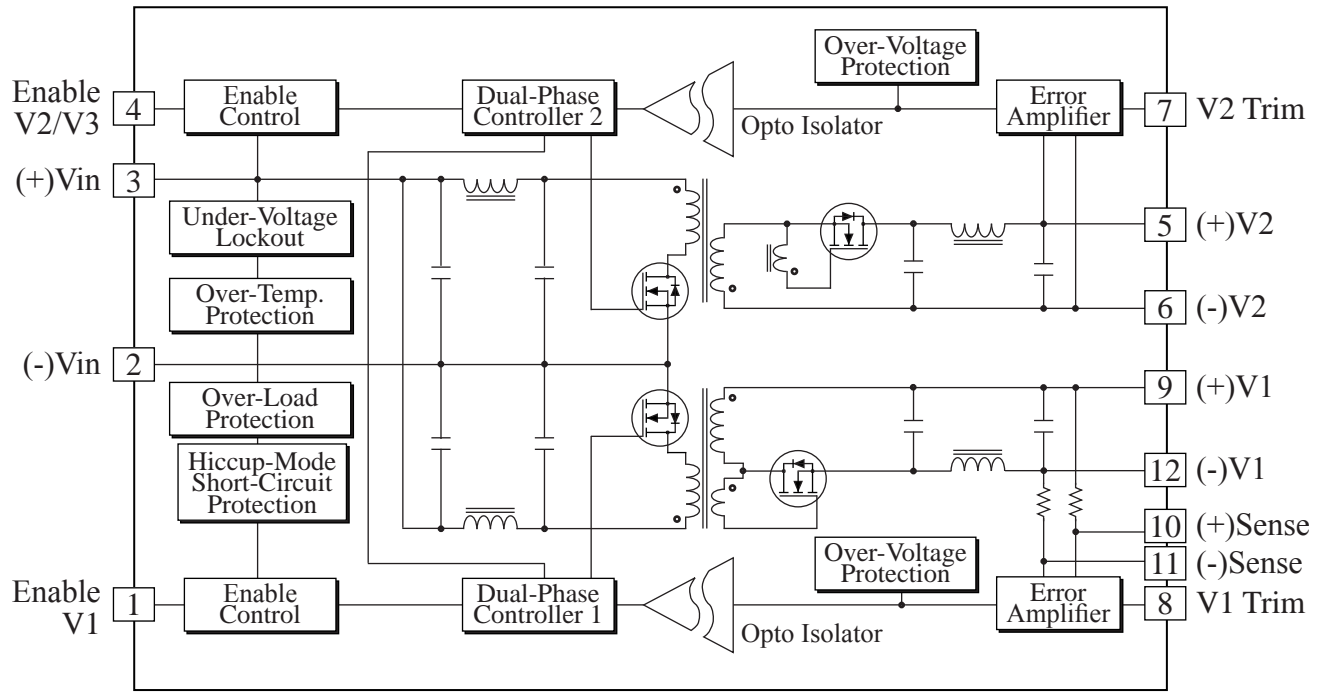 Over-Voltage
Protection
Enable
V2/V3
4
Enable
Control
Dual-Phase
Controller 2
Opto Isolator
Error
Amplifier
7
V2 Trim
(+)Vin
3
Under-Voltage
Lockout
5
(+)V2
Over-Temp.
Protection
6
(-)V2
(-)Vin
2
9
(+)V1
Over-Load
Protection
Hiccup-Mode
Short-Circuit
Protection
12
(-)V1
10
(+)Sense
11
(-)Sense
Over-Voltage
Protection
Enable
V1
1
Enable
Control
Dual-Phase
Controller 1
Opto Isolator
Error
Amplifier
8
V1 Trim